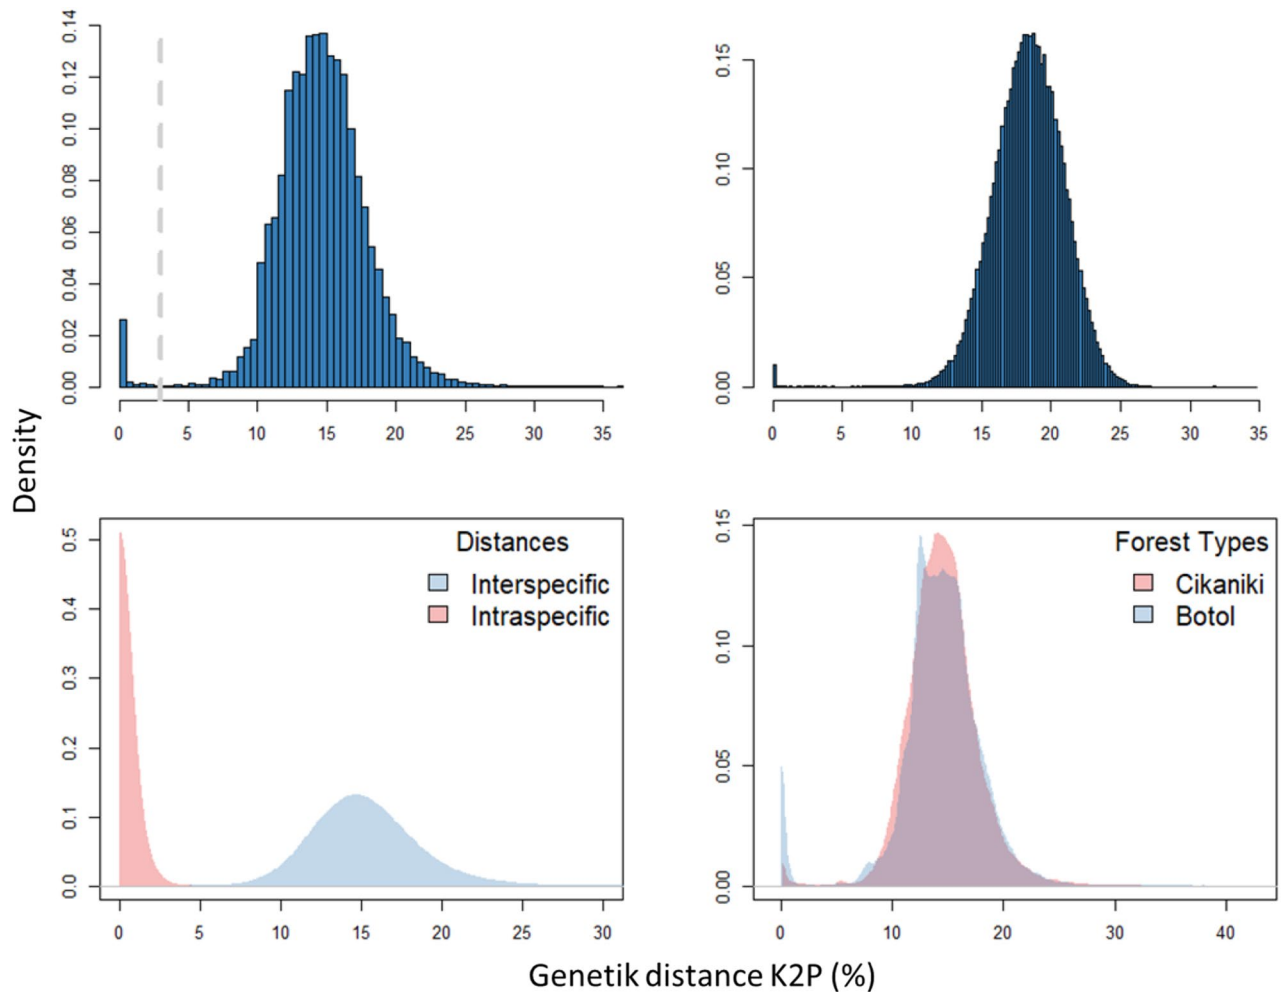 Density
0.00 0.02 0.04 0.06 0.08 0.10 0.12 0.14
0 5 10 15 20 25 30 35
0.00 0.05 0.10 0.15
0 5 10 15 20 25 30 35
0.0 0.1 0.2 0.3 0.4 0.5
Distances
Interspecific
Intraspecific
0 5 10 15 20 25 30
0.00 0.05 0.10 0.15
Forest Types
Cikaniki
Botol
0 10 20 30 40
Genetik distance K2P (%)